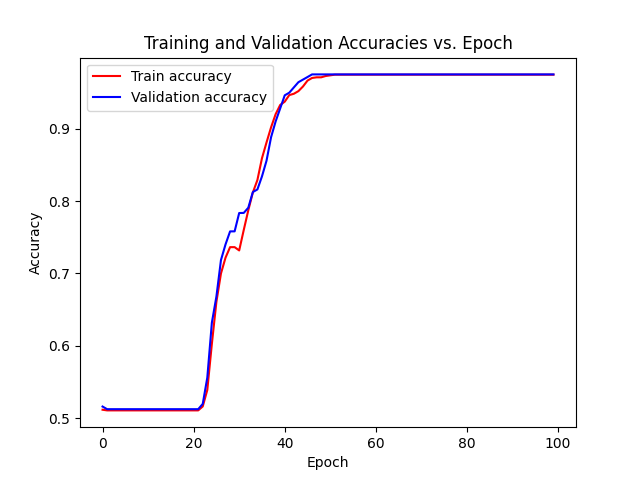 Training and Validation Accuracies vs. Epoch
Train accuracy
Validation accuracy
0.9
0.8
0.7
0.6
0.5
Accuracy
0 20 40 60 80 100
Epoch